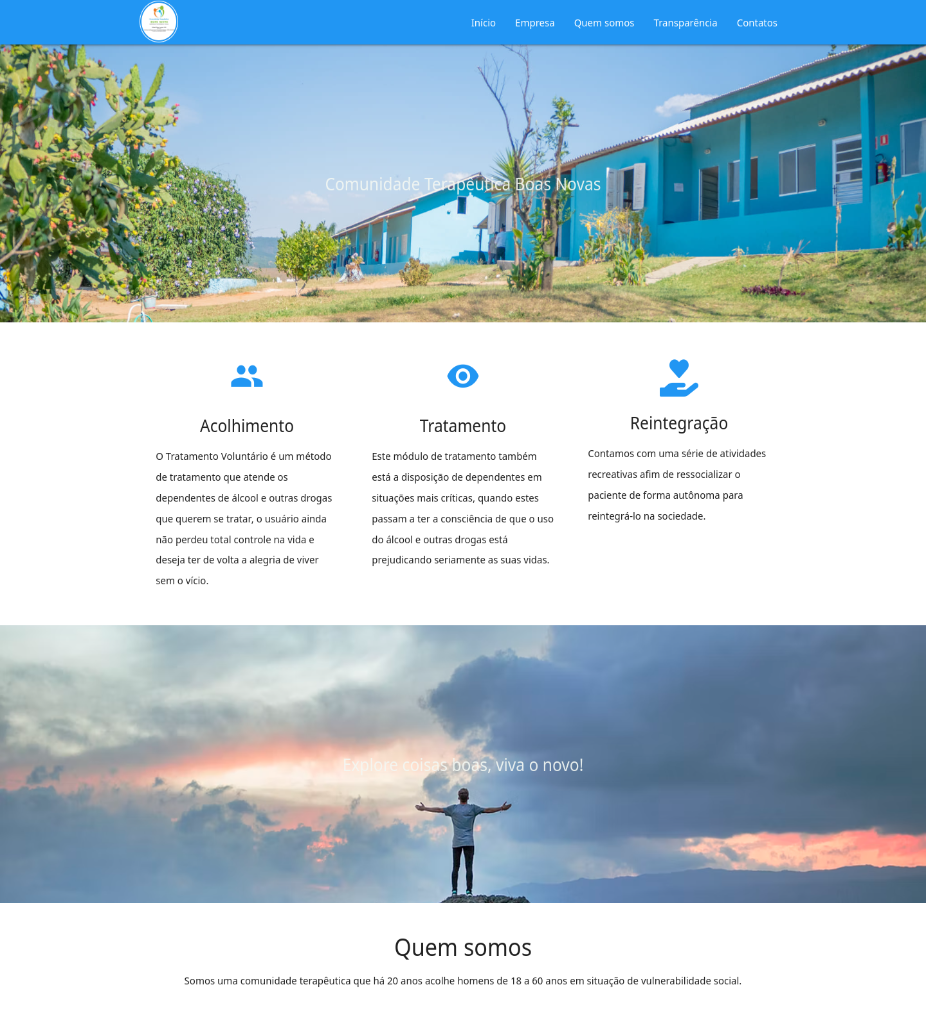 Início Empresa Quem somos Transparência Contatos
Comunidade Terapêutica Boas Novas
Acolhimento
O Tratamento Voluntário é um método
de tratamento que atende os
dependentes de álcool e outras drogas
que querem se tratar, o usuário ainda
não perdeu total controle na vida e
deseja ter de volta a alegria de viver
sem o vício.
Tratamento
Este módulo de tratamento também
está a disposição de dependentes em
situações mais críticas, quando estes
passam a ter a consciência de que o uso
do álcool e outras drogas está
prejudicando seriamente as suas vidas.
Reintegração
Contamos com uma série de atividades
recreativas afim de ressocializar o
paciente de forma autônoma para
reintegrá-lo na sociedade.
Explore coisas boas, viva o novo!
Quem somos
Somos uma comunidade terapêutica que há 20 anos acolhe homens de 18 a 60 anos em situação de vulnerabilidade social.